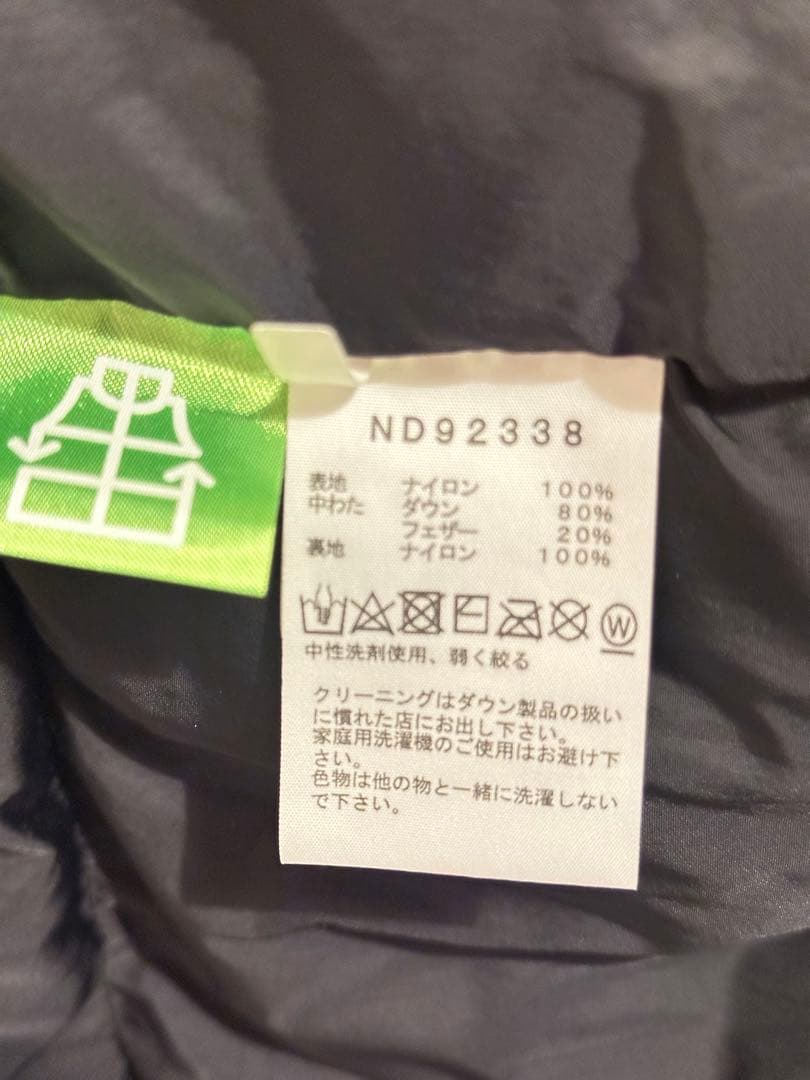 ND92338
表地 ナイロン 100%
中わた ダウン 80%
フェザー 20%
裏地 ナイロン 100%
W
中性洗剤使用、弱く絞る
クリーニングはダウン製品の扱い
に慣れた店にお出し下さい。
家庭用洗濯機のご使用はお避け下
さい。
色物は他の物と一緒に洗濯しない
で下さい。